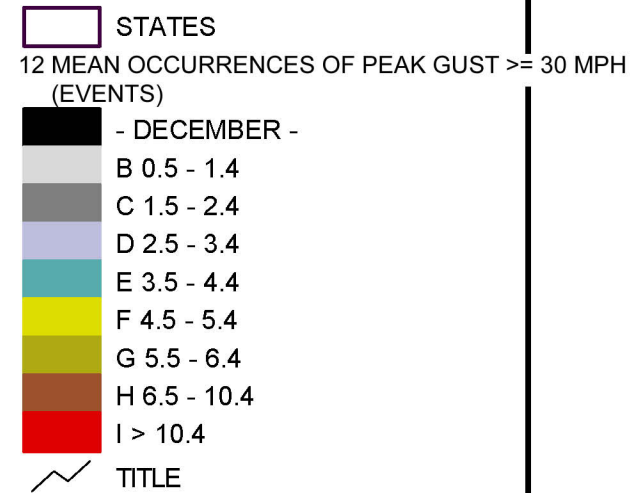 STATES
12 MEAN OCCURRENCES OF PEAK GUST >= 30 MPH
(EVENTS)
- DECEMBER -
B 0.5 - 1.4
C 1.5 - 2.4
D 2.5 - 3.4
E 3.5 - 4.4
F 4.5 - 5.4
G 5.5 - 6.4
H 6.5 - 10.4
I > 10.4
TITLE